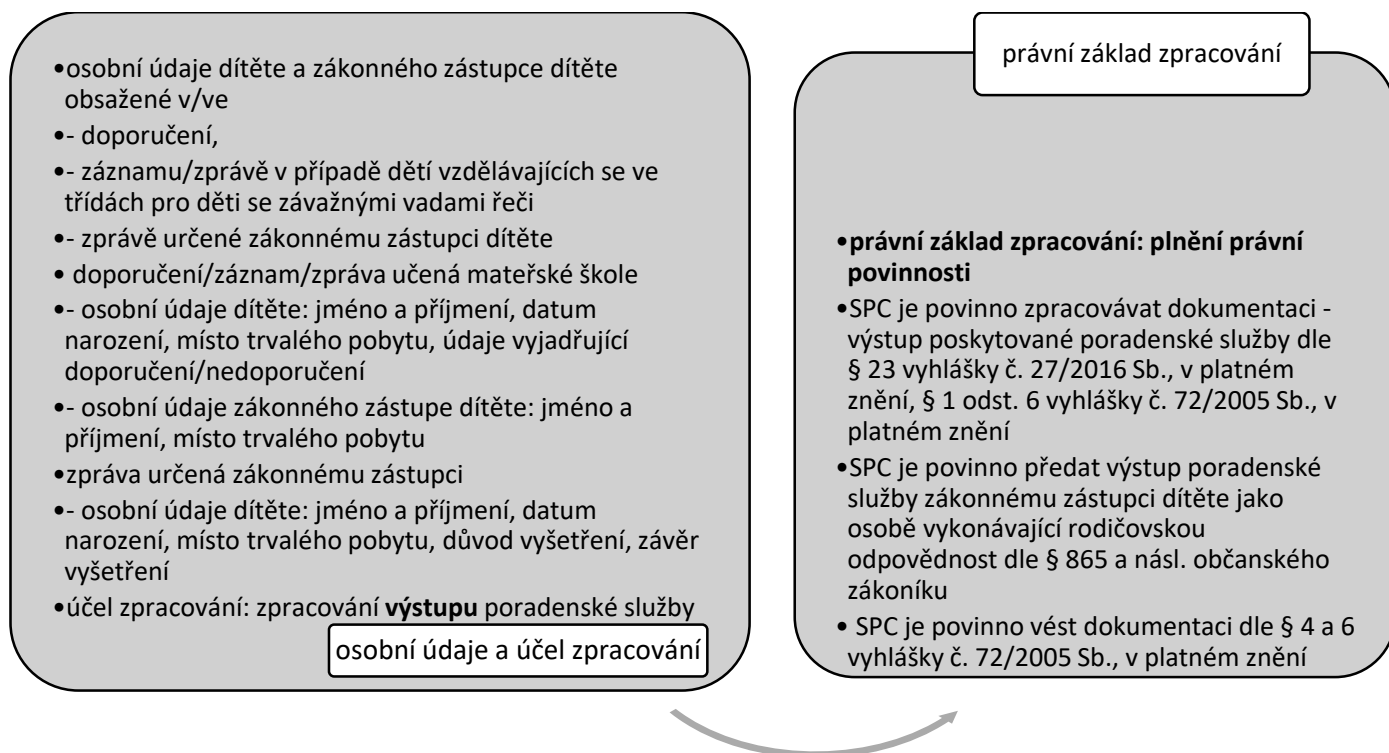 •osobní údaje dítěte a zákonného zástupce dítěte
obsažené v/ve
•- doporučení,
•- záznamu/zprávě v případě dětí vzdělávajících se ve
třídách pro děti se závažnými vadami řeči
•- zprávě určené zákonnému zástupci dítěte
• doporučení/záznam/zpráva učená mateřské škole
•- osobní údaje dítěte: jméno a příjmení, datum
narození, místo trvalého pobytu, údaje vyjadřující
doporučení/nedoporučení
•- osobní údaje zákonného zástupe dítěte: jméno a
příjmení, místo trvalého pobytu
•zpráva určená zákonnému zástupci
•- osobní údaje dítěte: jméno a příjmení, datum
narození, místo trvalého pobytu, důvod vyšetření, závěr
vyšetření
•účel zpracování: zpracování výstupu poradenské služby
osobní údaje a účel zpracování
právní základ zpracování
•právní základ zpracování: plnění právní
povinnosti
•SPC je povinno zpracovávat dokumentaci -
výstup poskytované poradenské služby dle
§ 23 vyhlášky č. 27/2016 Sb., v platném
znění, § 1 odst. 6 vyhlášky č. 72/2005 Sb., v
platném znění
•SPC je povinno předat výstup poradenské
služby zákonnému zástupci dítěte jako
osobě vykonávající rodičovskou
odpovědnost dle § 865 a násl. občanského
zákoníku
• SPC je povinno vést dokumentaci dle § 4 a 6
vyhlášky č. 72/2005 Sb., v platném znění